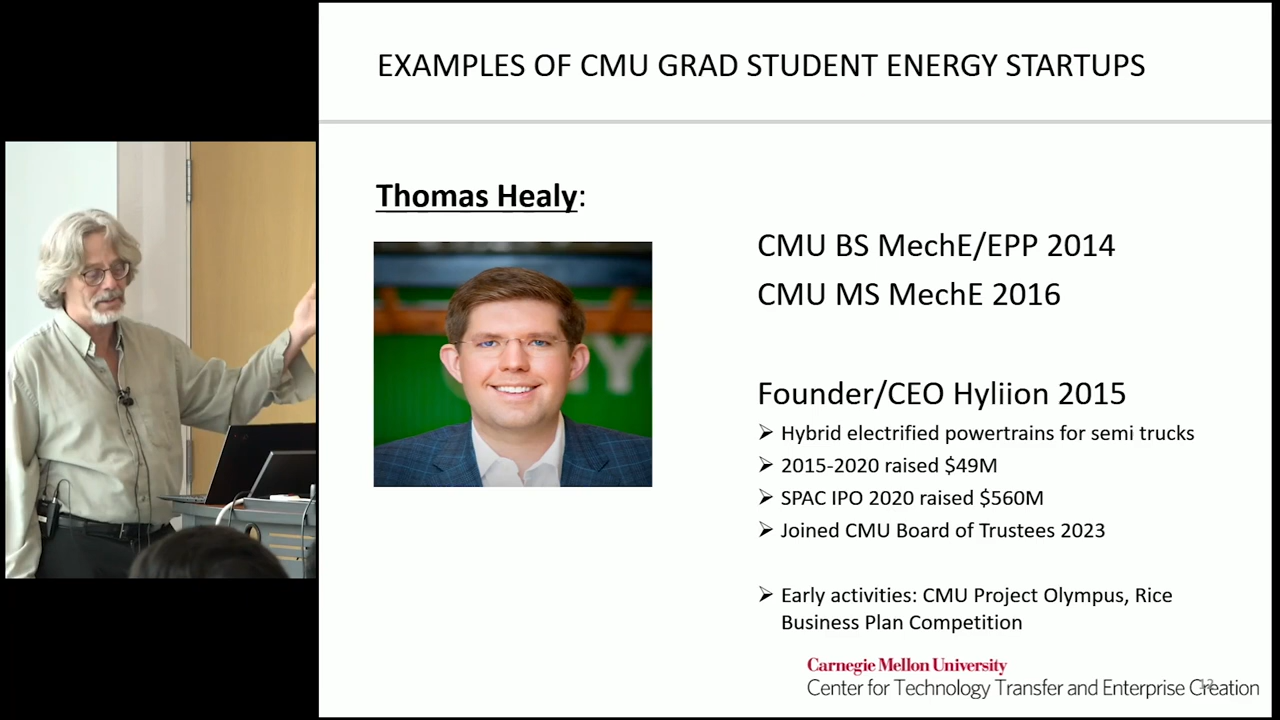 EXAMPLES OF CMU GRAD STUDENT ENERGY STARTUPS
Thomas Healy:
CMU BS MechE/EPP 2014
CMU MS MechE 2016
Founder/CEO Hyliion 2015
➢ Hybrid electrified powertrains for semi trucks
➢ 2015-2020 raised $49M
➢ SPAC IPO 2020 raised $560M
➢ Joined CMU Board of Trustees 2023
➢ Early activities: CMU Project Olympus, Rice
Business Plan Competition
Carnegie Mellon University
Center for Technology Transfer and Enterprise Creation